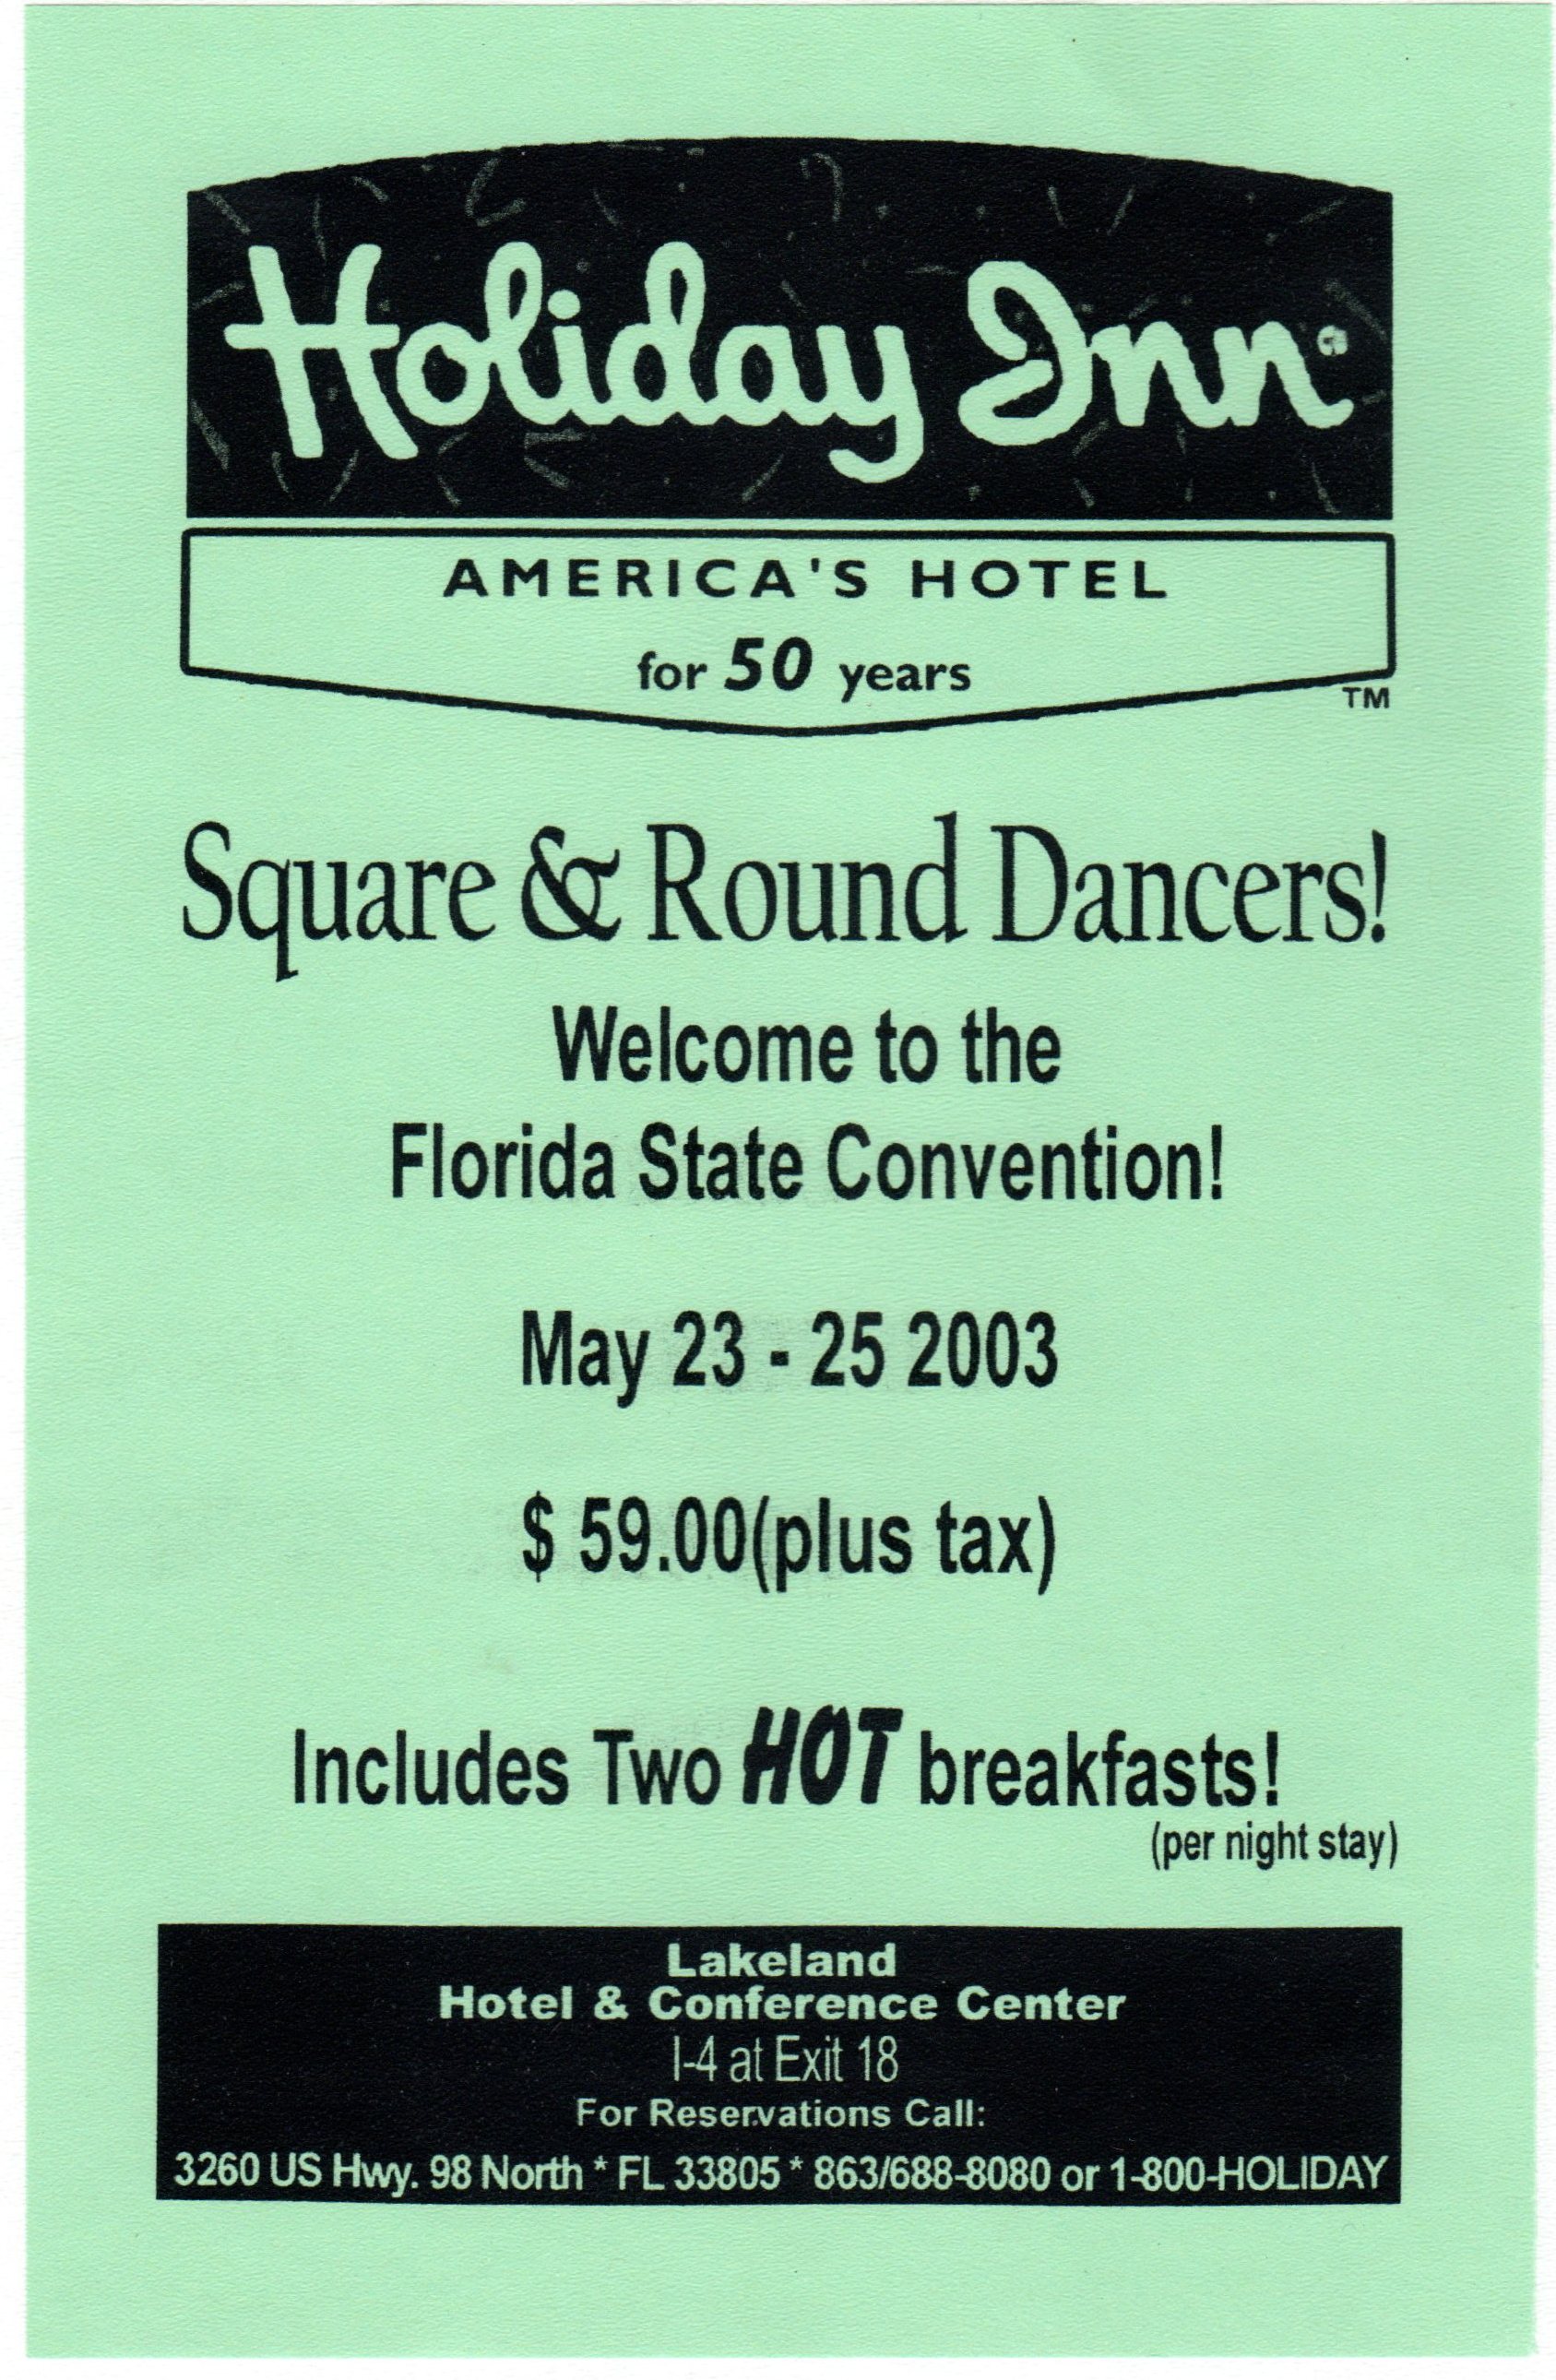 Holiday Inn®
AMERICA'S HOTEL
for 50 years
TM
Square & Round Dancers!
Welcome to the
Florida State Convention!
May 23 - 25 2003
$ 59.00(plus tax)
Includes Two HOT breakfasts!
(per night stay)
Lakeland
Hotel & Conference Center
I-4 at Exit 18
For Reservations Call:
3260 US Hwy. 98 North * FL 33805 * 863/688-8080 or 1-800-HOLIDAY